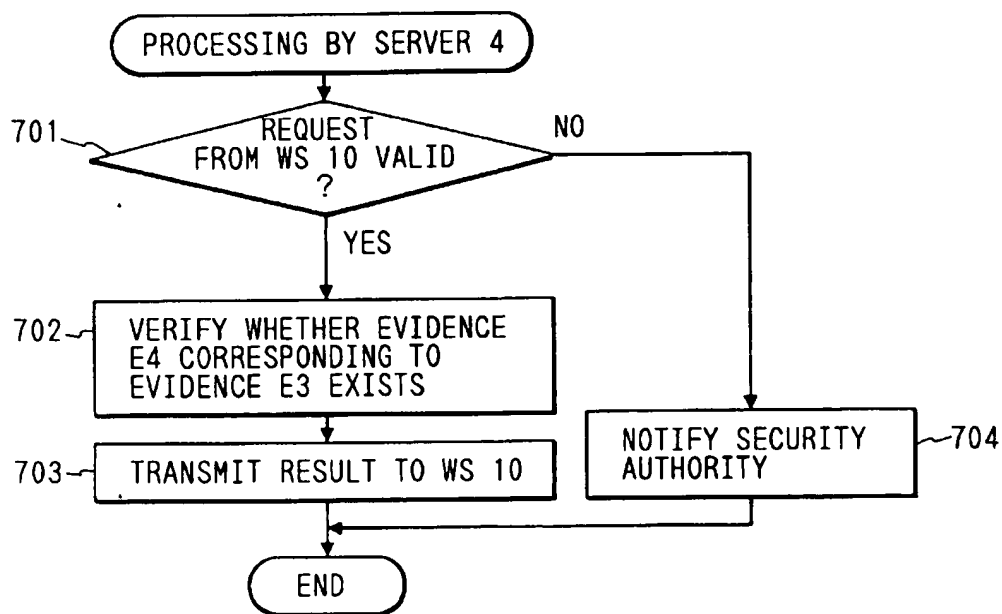 PROCESSING BY SERVER 4
701
REQUEST
FROM WS 10 VALID
?
NO
YES
702
VERIFY WHETHER EVIDENCE
E4 CORRESPONDING TO
EVIDENCE E3 EXISTS
703
TRANSMIT RESULT TO WS 10
NOTIFY SECURITY
AUTHORITY
704
END